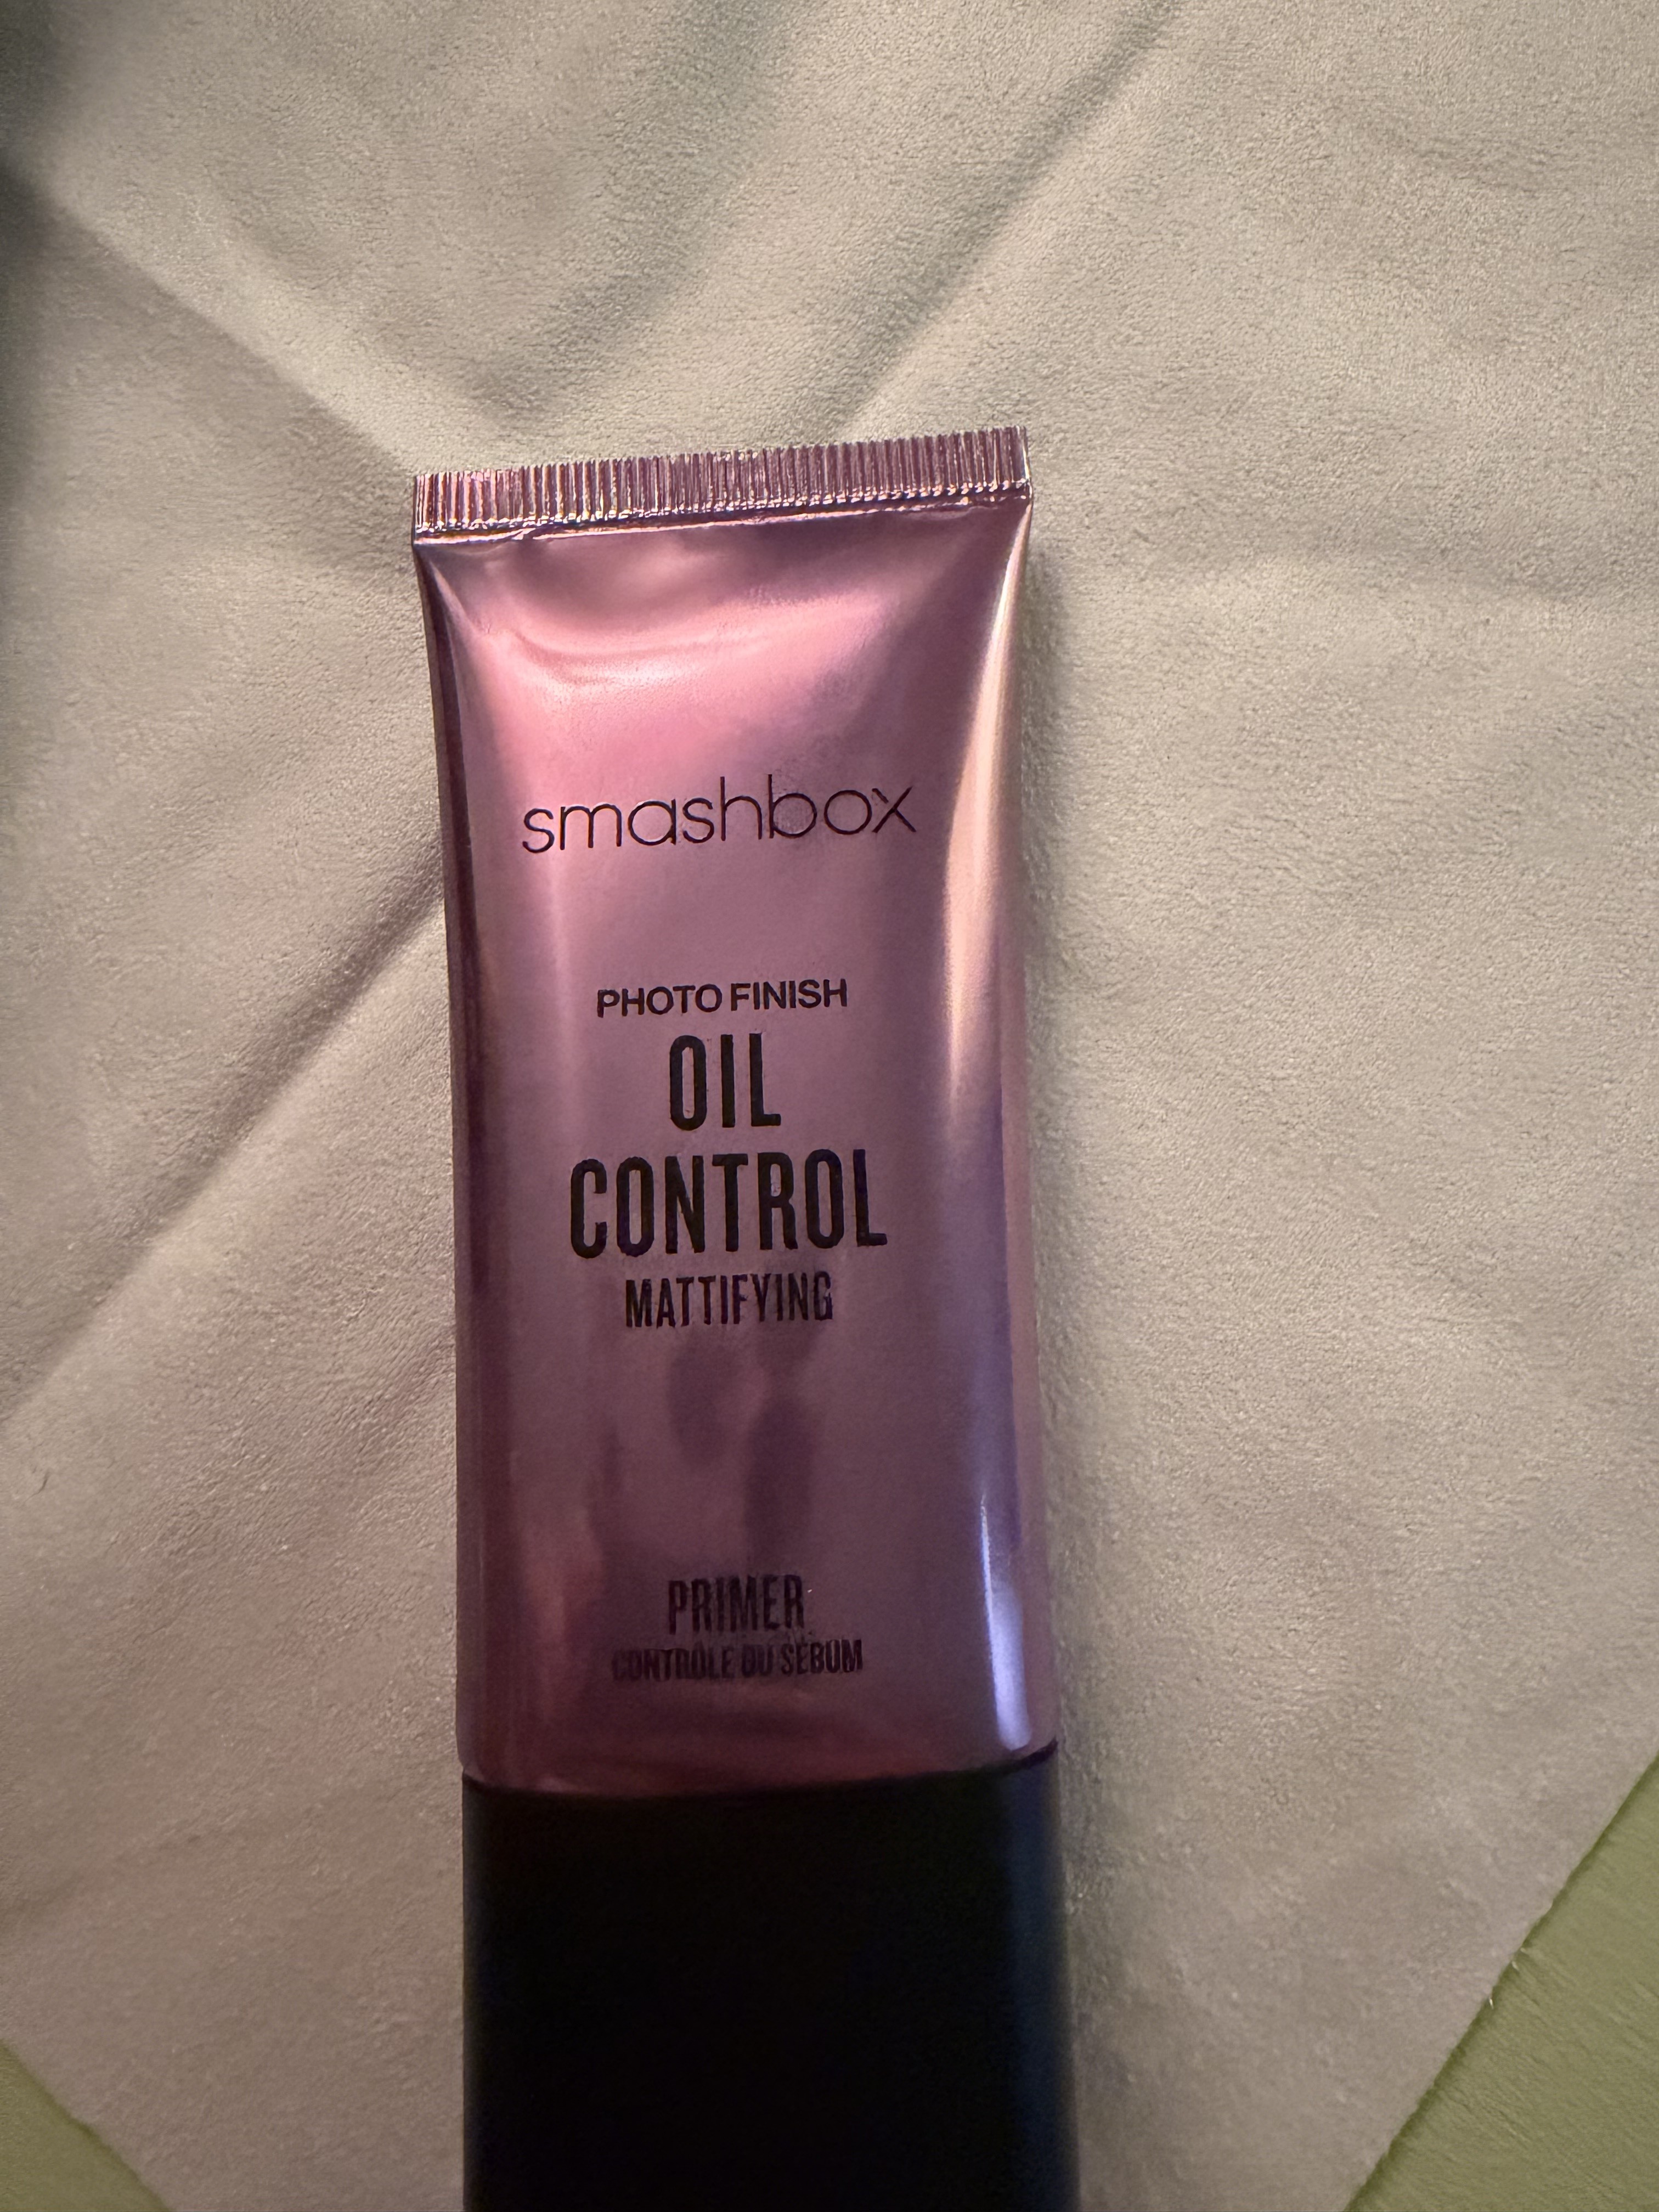 smashbox
PHOTO FINISH
OIL
CONTROL
MATTIFYING
PRIMER
CONTRÔLE DU SÉBUM